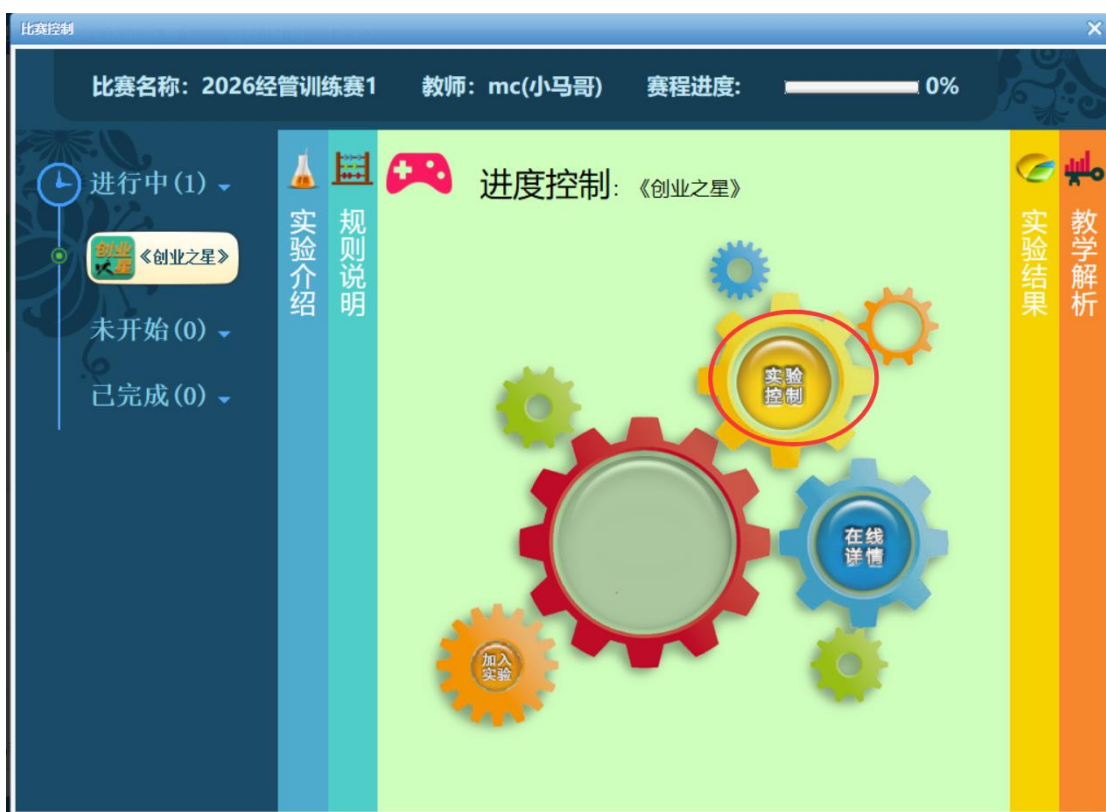 比赛控制
比赛名称：2026经管训练赛1 教师：mc(小马哥) 赛程进度: 0%
进行中(1)
创业之星
《创业之星》
未开始(0)
已完成(0)
实验介绍
规则说明
进度控制：《创业之星》
实验
控制
在线
详情
加入
实验
实验结果
教学解析